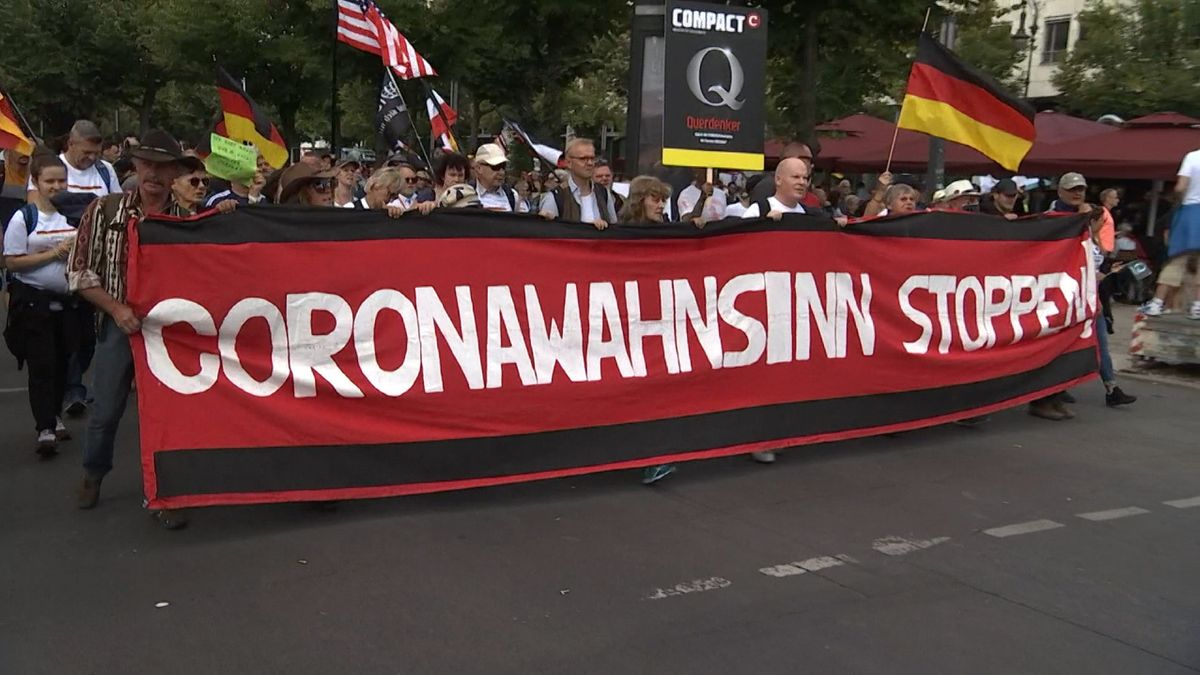 COMPACT
Q
Querdenker
CORONAWAHNSINN STOPPEN!